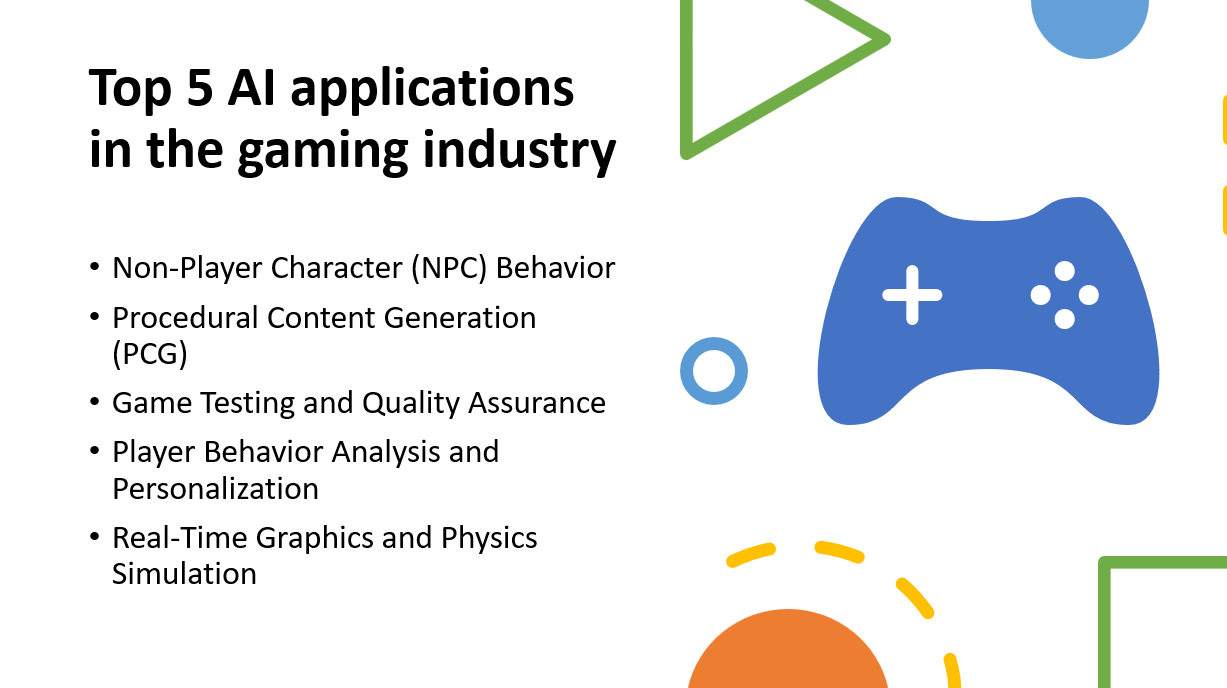 Top 5 AI applications
in the gaming industry
• Non-Player Character (NPC) Behavior
• Procedural Content Generation
(PCG)
• Game Testing and Quality Assurance
• Player Behavior Analysis and
Personalization
• Real-Time Graphics and Physics
Simulation